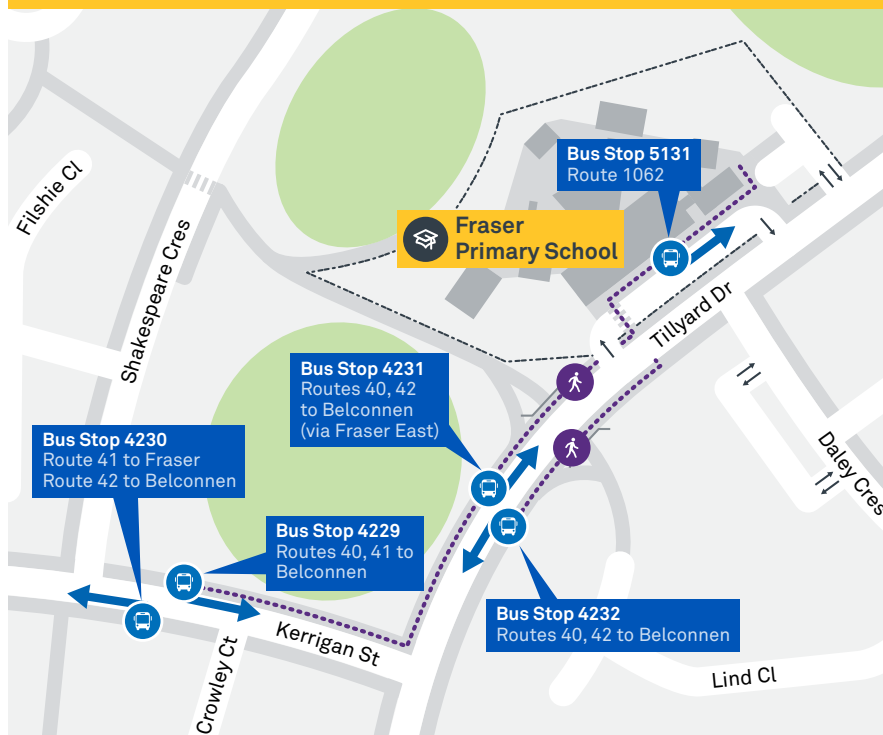 Bus Stop 5131
Route 1062
Fraser
Primary School
Filshie Cl
Shakespeare Cres
Tillyard Dr
Bus Stop 4231
Routes 40, 42
to Belconnen
(via Fraser East)
Bus Stop 4230
Route 41 to Fraser
Route 42 to Belconnen
Daley Cres
Bus Stop 4229
Routes 40, 41 to
Belconnen
Bus Stop 4232
Routes 40, 42 to Belconnen
Kerrigan St
Crowley Ct
Lind Cl